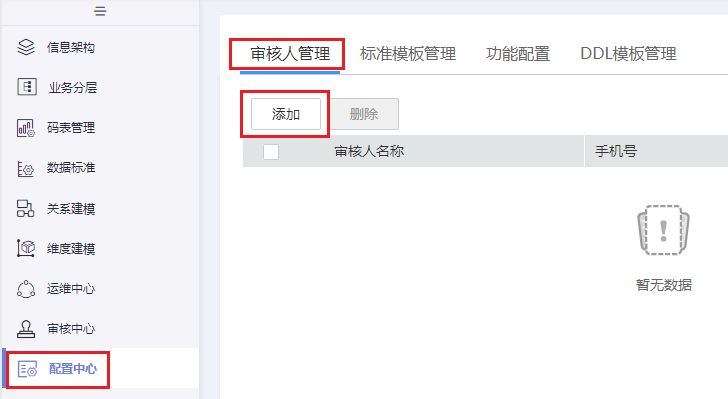 信息架构
业务分层
码表管理
数据标准
关系建模
维度建模
运维中心
审核中心
配置中心
审核人管理 标准模板管理 功能配置 DDL模板管理
添加 删除
审核人名称 手机号
暂无数据